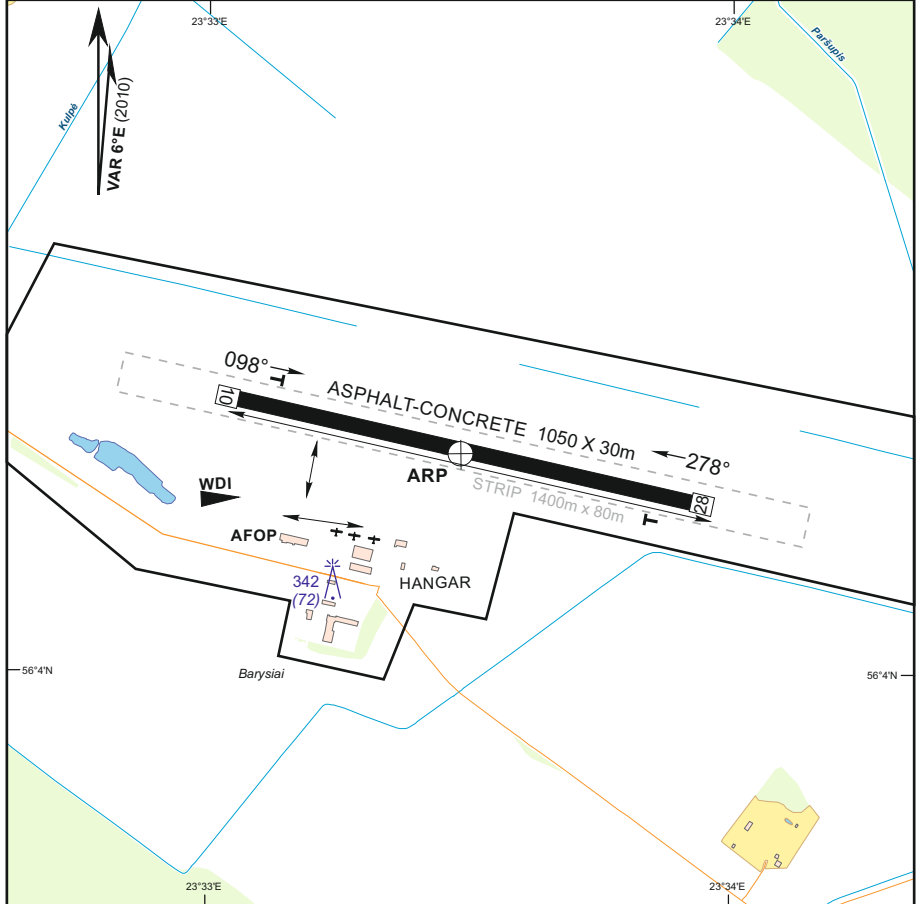 23°33'E
23°34'E
Paršupis
Kulpė
VAR 6°E (2010)
098°
10
ASPHALT-CONCRETE 1050 X 30m
278°
ARP
STRIP 1400m x 80m
28
WDI
AFOP
342
(72)
HANGAR
Barysiai
56°4'N
56°4'N
23°33'E
23°34'E